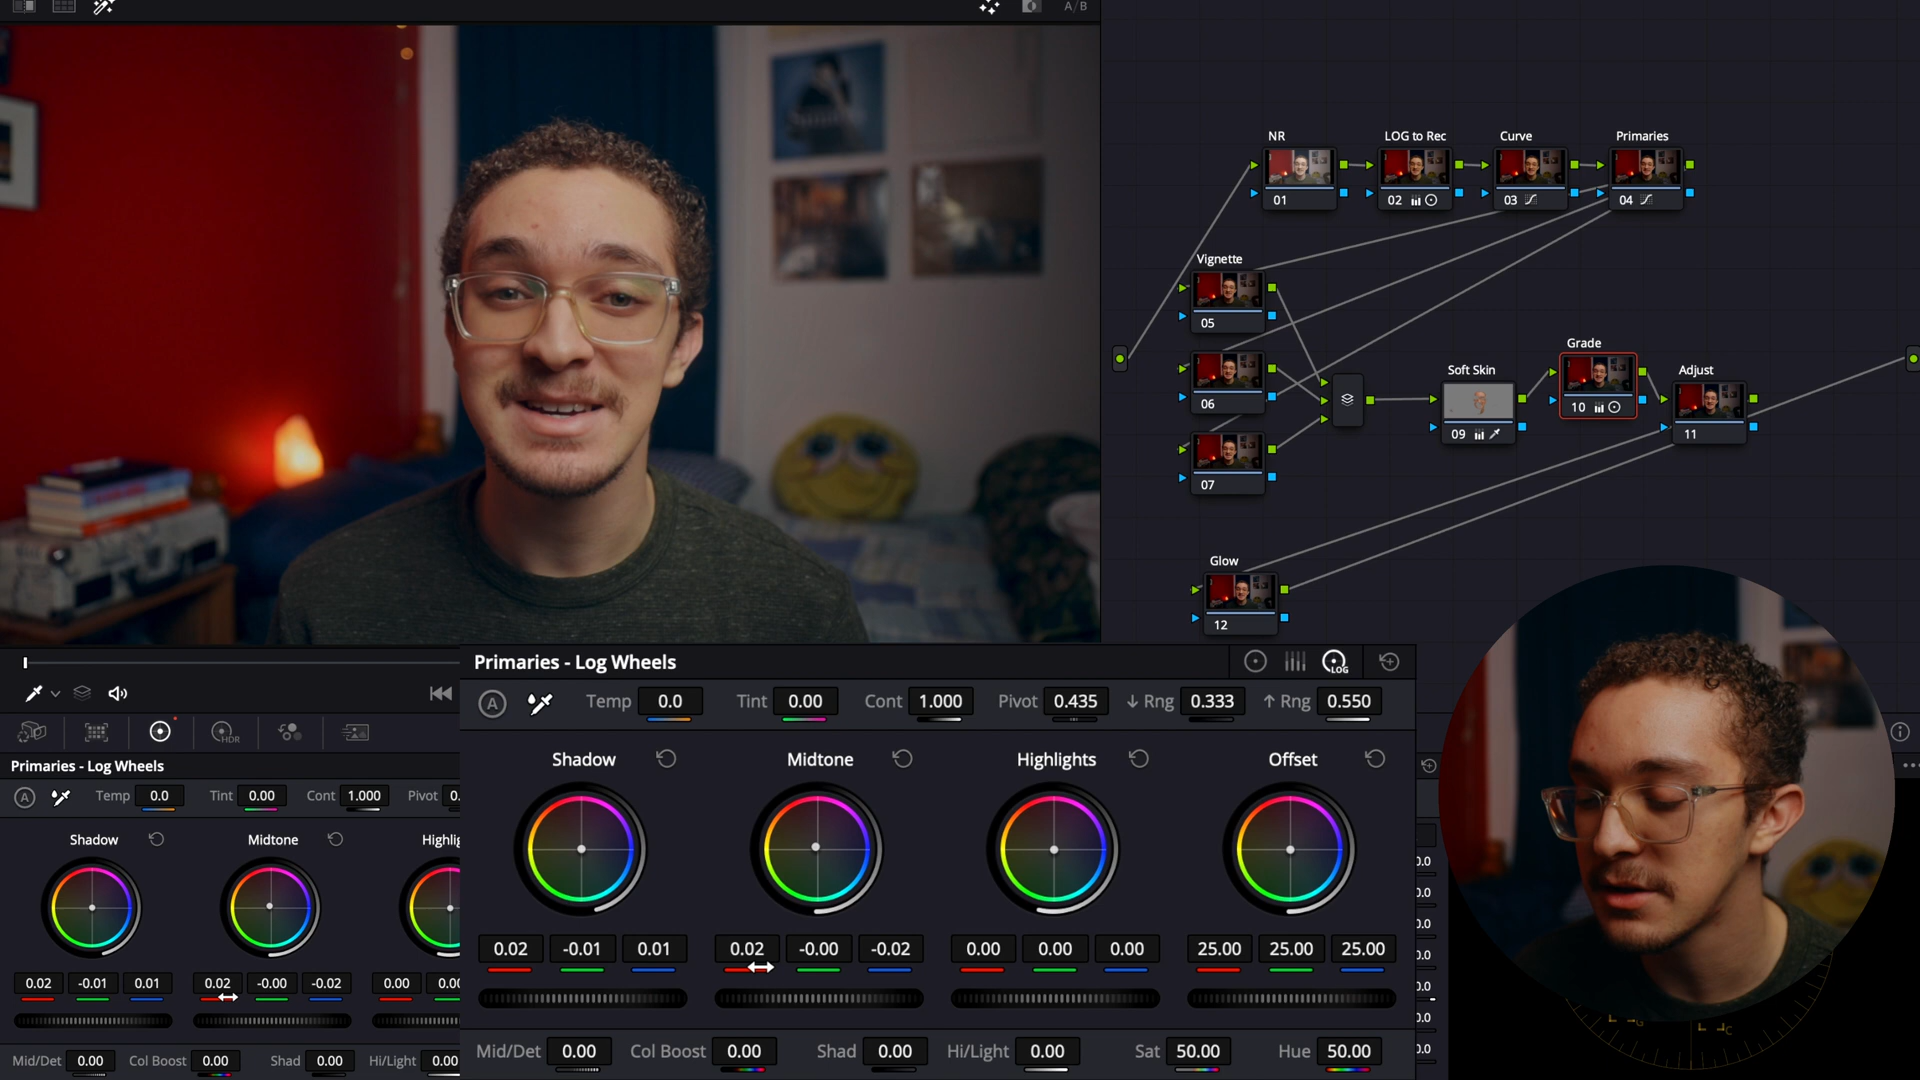 A/B
NR
LOG to Rec
Curve
Primaries
01
02
03
04
Vignette
05
06
07
Soft Skin
Grade
Adjust
09
10
11
Glow
12
Primaries - Log Wheels
LOG
A
Temp 0.0
Tint 0.00
Cont 1.000
Pivot 0.435
Rng 0.333
Rng 0.550
Shadow
Midtone
Highlights
Offset
0.02 -0.01 0.01
0.02 -0.00 -0.02
0.00 0.00 0.00
25.00 25.00 25.00
Mid/Det 0.00
Col Boost 0.00
Shad 0.00
Hi/Light 0.00
Sat 50.00
Hue 50.00
HDR
Primaries - Log Wheels
A
Temp 0.0
Tint 0.00
Cont 1.000
Pivot 0.
Shadow
Midtone
Highlig
0.02 -0.01 0.01
0.02 -0.00 -0.02
0.00 0.00
Mid/Det 0.00
Col Boost 0.00
Shad 0.00
Hi/Light 0.00
G
C